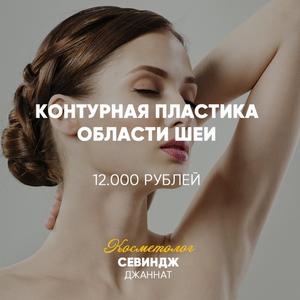 КОНТУРНАЯ ПЛАСТИКА
ОБЛАСТИ ШЕИ
12.000 РУБЛЕЙ
Косметолог
СЕВИНДЖ
ДЖАННАТ